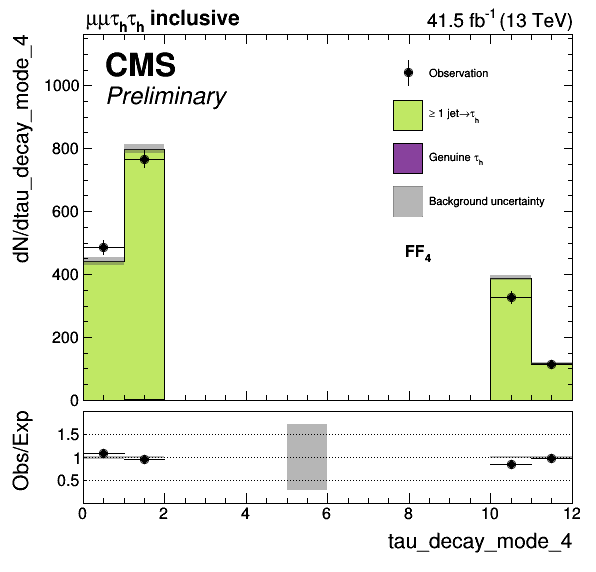 μμτhτh inclusive
41.5 fb-1 (13 TeV)
CMS
Preliminary
Observation
≥ 1 jet→τh
Genuine τh
Background uncertainty
FF4
dN/dtau_decay_mode_4
1000
800
600
400
200
0
Obs/Exp
1.5
1
0.5
0 2 4 6 8 10 12
tau_decay_mode_4